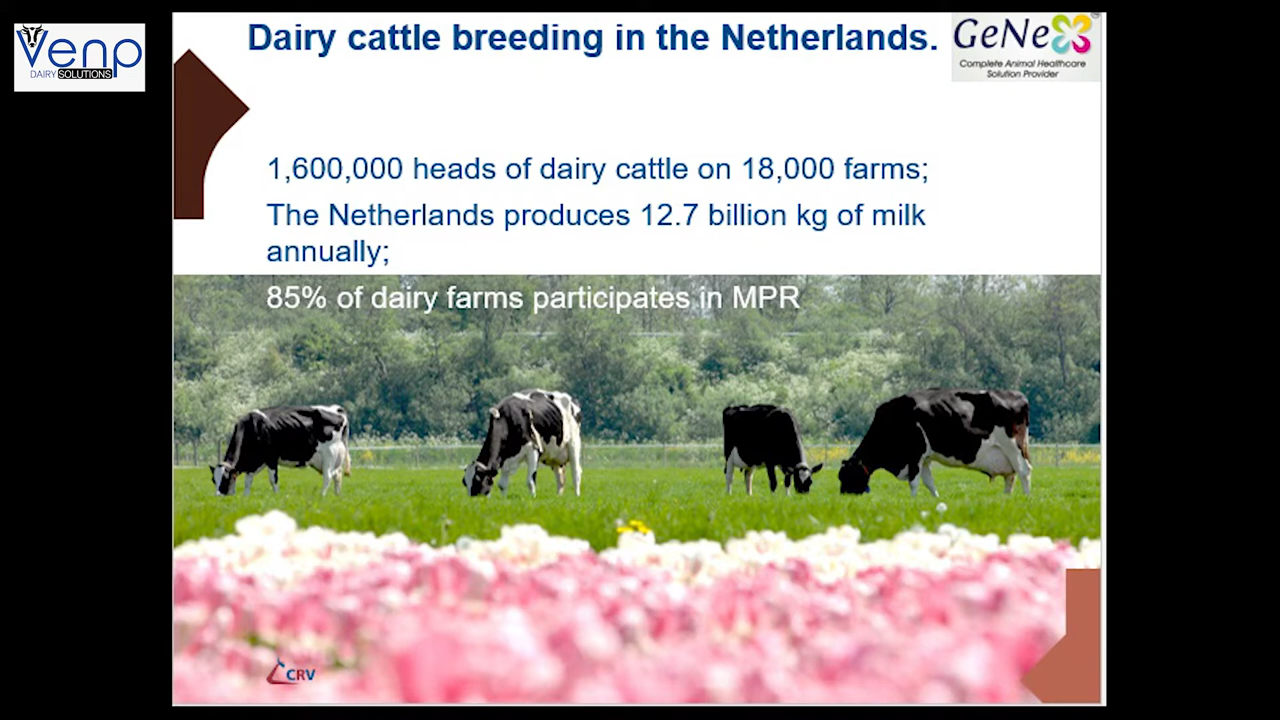 Venp
DAIRY SOLUTIONS
Dairy cattle breeding in the Netherlands.
GeNex
Complete Animal Healthcare
Solution Provider
1,600,000 heads of dairy cattle on 18,000 farms;
The Netherlands produces 12.7 billion kg of milk
annually;
85% of dairy farms participates in MPR
CRV